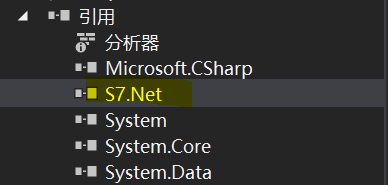 引用
分析器
Microsoft.CSharp
S7.Net
System
System.Core
System.Data